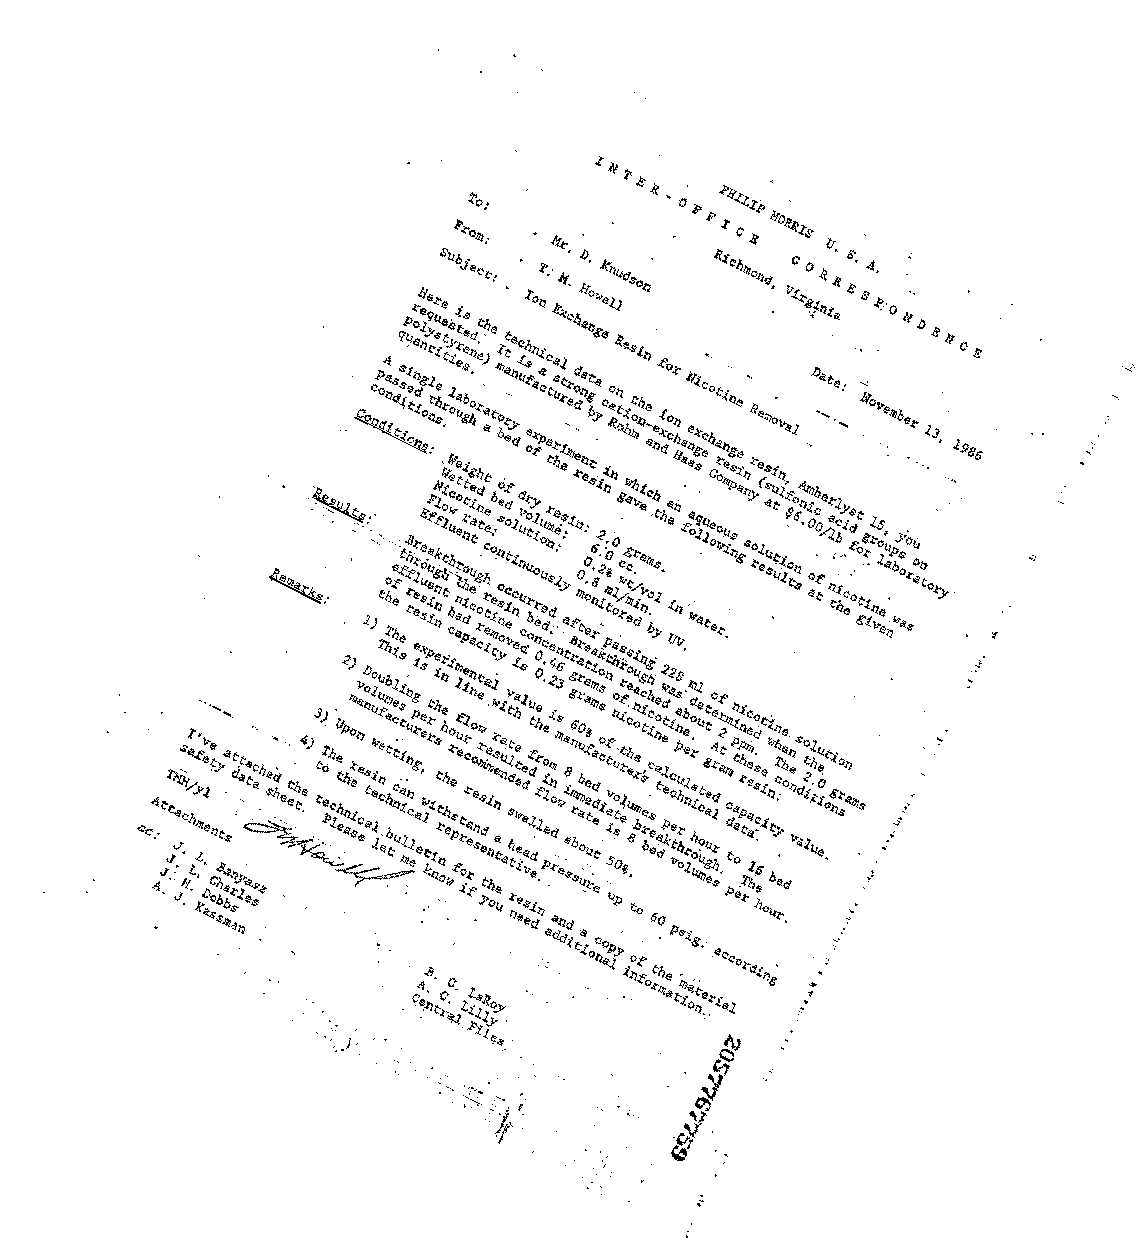 PHILIP MORRIS U. S. A.
INTER-OFFICE CORRESPONDENCE
Richmond, Virginia
To: Mr. D. Knudson
Date: November 13, 1986
From: T. M. Howell
Subject: Ion Exchange Resin for Nicotine Removal
Here is the technical data on the ion exchange resin, Amberlyst 15, you
requested. It is a strong cation-exchange resin (sulfonic acid groups on
polystyrene) manufactured by Rohm and Haas Company at $6.00/lb for laboratory
quantities.
A single laboratory experiment in which an aqueous solution of nicotine was
passed through a bed of the resin gave the following results at the given
conditions.
Conditions: Weight of dry resin: 2.0 grams.
Wetted bed volume: 6.0 cc.
Nicotine solution: 0.2% wt/vol in water.
Flow rate: 0.8 ml/min.
Effluent continuously monitored by UV.
Results: Breakthrough occurred after passing 228 ml of nicotine solution
through the resin bed. Breakthrough was determined when the
effluent nicotine concentration reached about 2 ppm. The 2.0 grams
of resin had removed 0.46 grams of nicotine. At these conditions
the resin capacity is 0.23 grams nicotine per gram resin.
Remarks: 1) The experimental value is 60% of the calculated capacity value.
This is in line with the manufacturer's technical data.
2) Doubling the flow rate from 8 bed volumes per hour to 16 bed
volumes per hour resulted in immediate breakthrough. The
manufacturers recommended flow rate is 8 bed volumes per hour.
3) Upon wetting, the resin swelled about 50%.
4) The resin can withstand a head pressure up to 60 psig. according
to the technical representative.
I've attached the technical bulletin for the resin and a copy of the material
safety data sheet. Please let me know if you need additional information.
TMH/yl
Attachments
cc: J. L. Banyasz
J. L. Charles
J. H. Dobbs
A. J. Kassman
B. C. LaRoy
A. C. Lilly
Central Files
2057767759